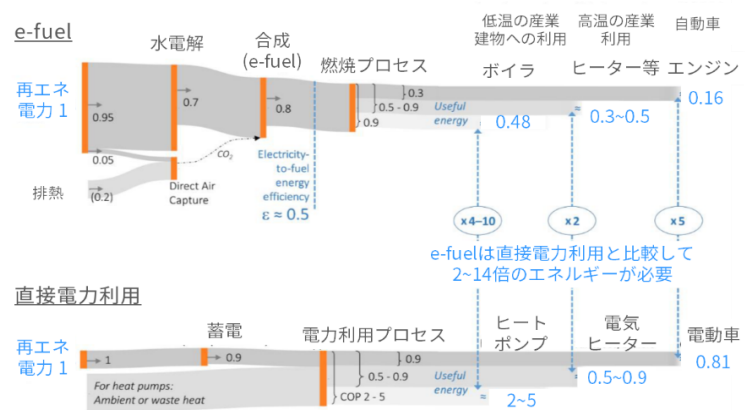 e-fuel
水電解
合成
(e-fuel)
燃焼プロセス
低温の産業
建物への利用
ボイラ
高温の産業
利用
ヒーター等
自動車
エンジン
再エネ
電力 1
0.95
0.7
0.8
0.3
0.5 - 0.9
0.9
Useful
energy
0.48
≈
0.3~0.5
0.16
0.05
CO2
排熱
(0.2)
Direct Air
Capture
Electricity-
to-fuel
energy
efficiency
ε ≈ 0.5
x4–10
x2
x5
e-fuelは直接電力利用と比較して
2~14倍のエネルギーが必要
直接電力利用
蓄電
電力利用プロセス
ヒート
ポンプ
電気
ヒーター
電動車
再エネ
電力 1
1
0.9
0.9
0.5 - 0.9
COP 2 - 5
Useful
energy
≈
2~5
≈
0.5~0.9
0.81
For heat pumps:
Ambient or waste heat